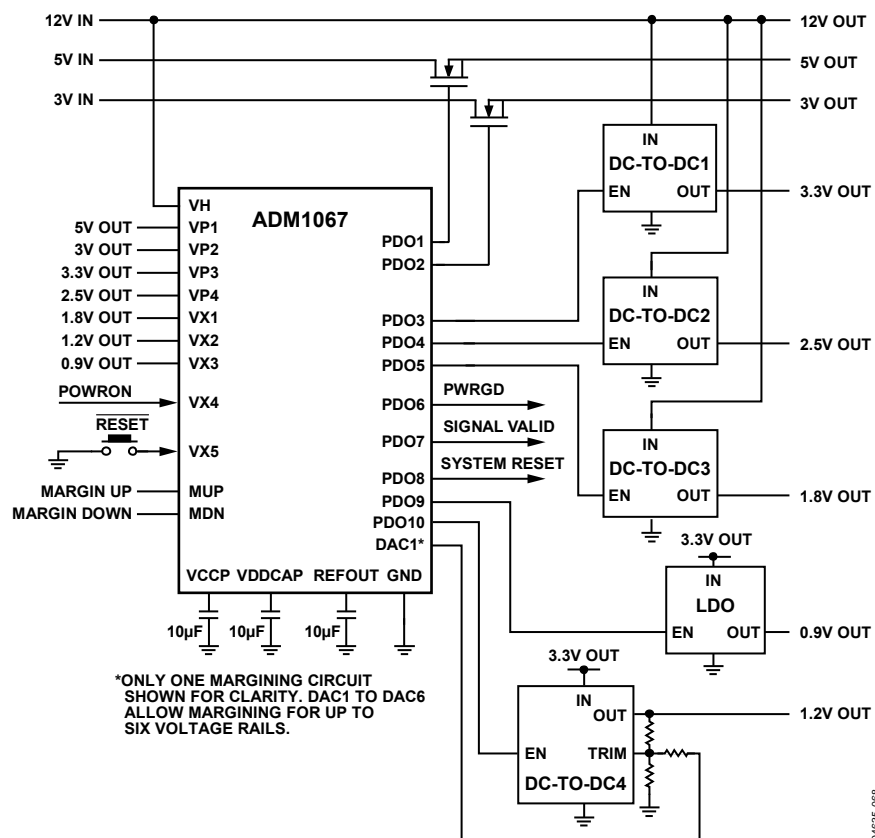 12V IN
12V OUT
5V IN
5V OUT
3V IN
3V OUT
IN
DC-TO-DC1
EN OUT
3.3V OUT
ADM1067
VH
5V OUT VP1
3V OUT VP2
3.3V OUT VP3
2.5V OUT VP4
1.8V OUT VX1
1.2V OUT VX2
0.9V OUT VX3
POWRON
VX4
RESET
VX5
MARGIN UP MUP
MARGIN DOWN MDN
VCCP VDDCAP REFOUT GND
10µF 10µF 10µF
PDO1
PDO2
PDO3
PDO4
PDO5
PDO6
PDO7
PDO8
PDO9
PDO10
DAC1*
PWRGD
SIGNAL VALID
SYSTEM RESET
IN
DC-TO-DC2
EN OUT
2.5V OUT
IN
DC-TO-DC3
EN OUT
1.8V OUT
3.3V OUT
IN
LDO
EN OUT
0.9V OUT
3.3V OUT
IN
OUT
1.2V OUT
EN TRIM
DC-TO-DC4
*ONLY ONE MARGINING CIRCUIT
SHOWN FOR CLARITY. DAC1 TO DAC6
ALLOW MARGINING FOR UP TO
SIX VOLTAGE RAILS.
04635-068